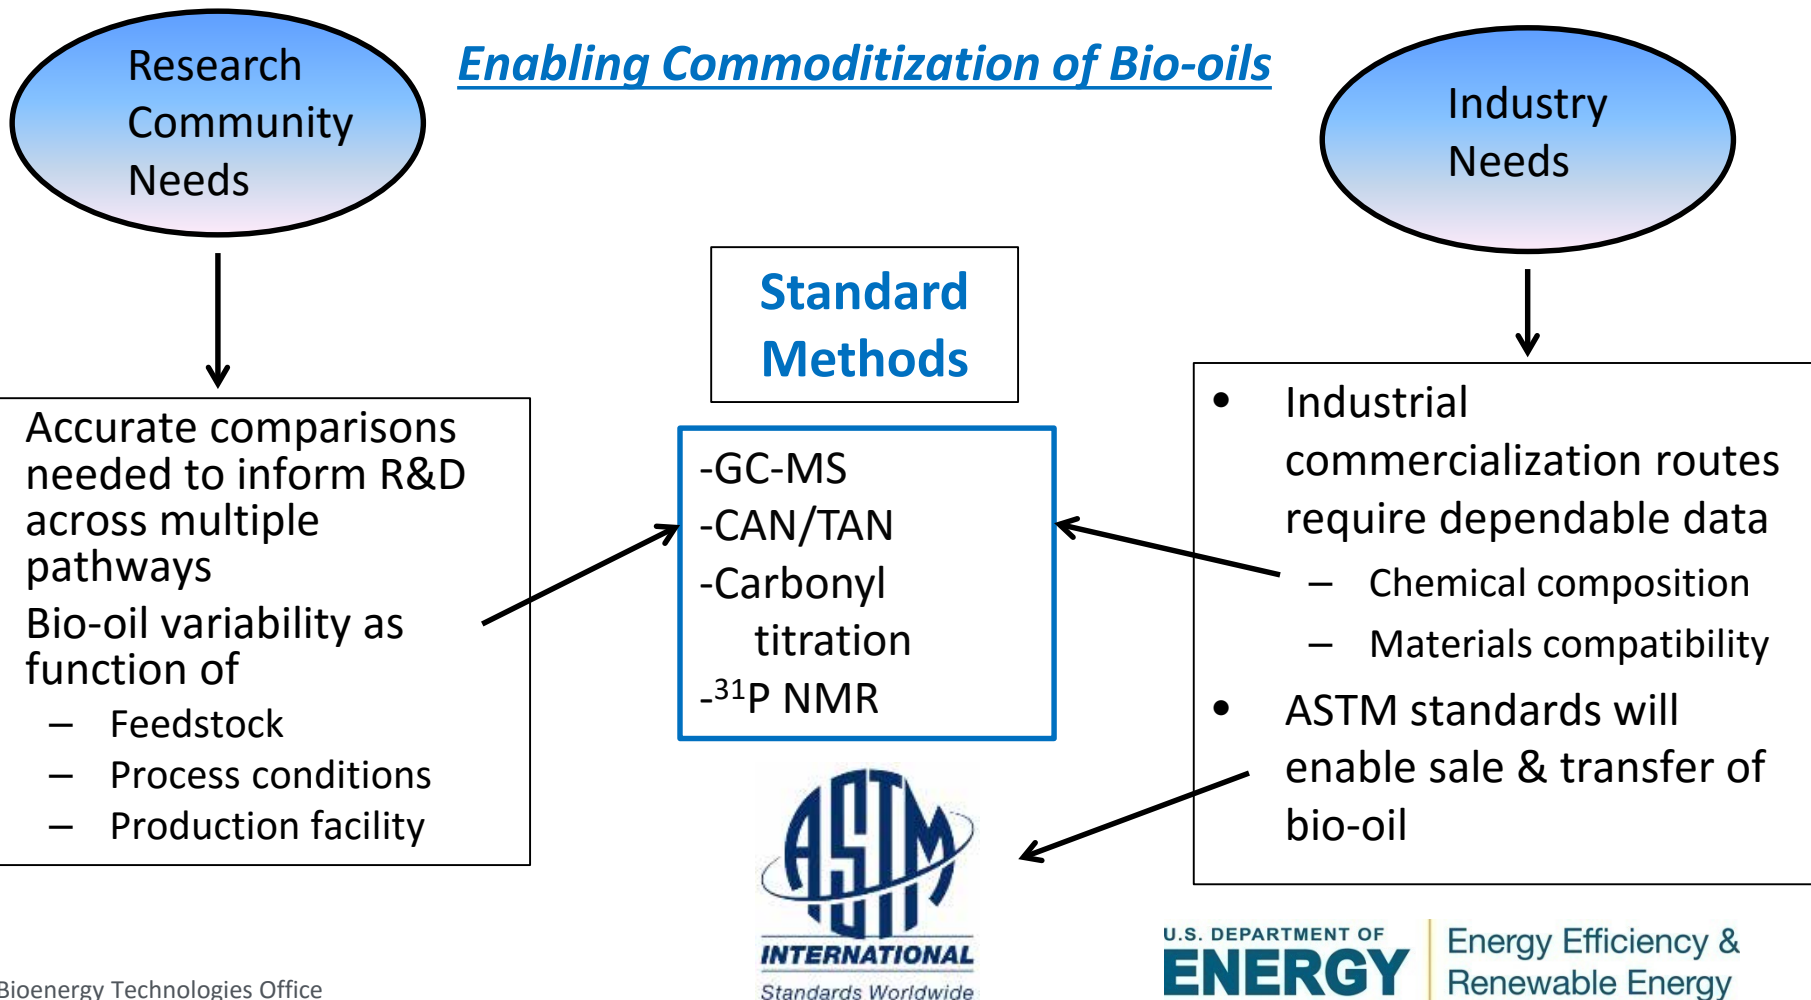 Enabling Commoditization of Bio-oils
Research
Community
Needs
Industry
Needs
Accurate comparisons
needed to inform R&D
across multiple
pathways
Bio-oil variability as
function of
– Feedstock
– Process conditions
– Production facility
Standard
Methods
-GC-MS
-CAN/TAN
-Carbonyl
titration
-³¹P NMR
• Industrial
commercialization routes
require dependable data
– Chemical composition
– Materials compatibility
• ASTM standards will
enable sale & transfer of
bio-oil
ASTM
INTERNATIONAL
Standards Worldwide
U.S. DEPARTMENT OF
ENERGY
Energy Efficiency &
Renewable Energy
Bioenergy Technologies Office